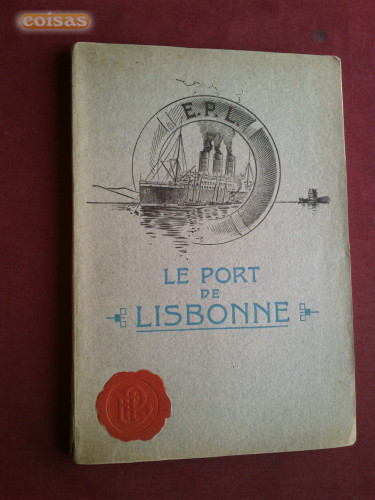 coisas
E.P.L.
LE PORT
DE
LISBONNE